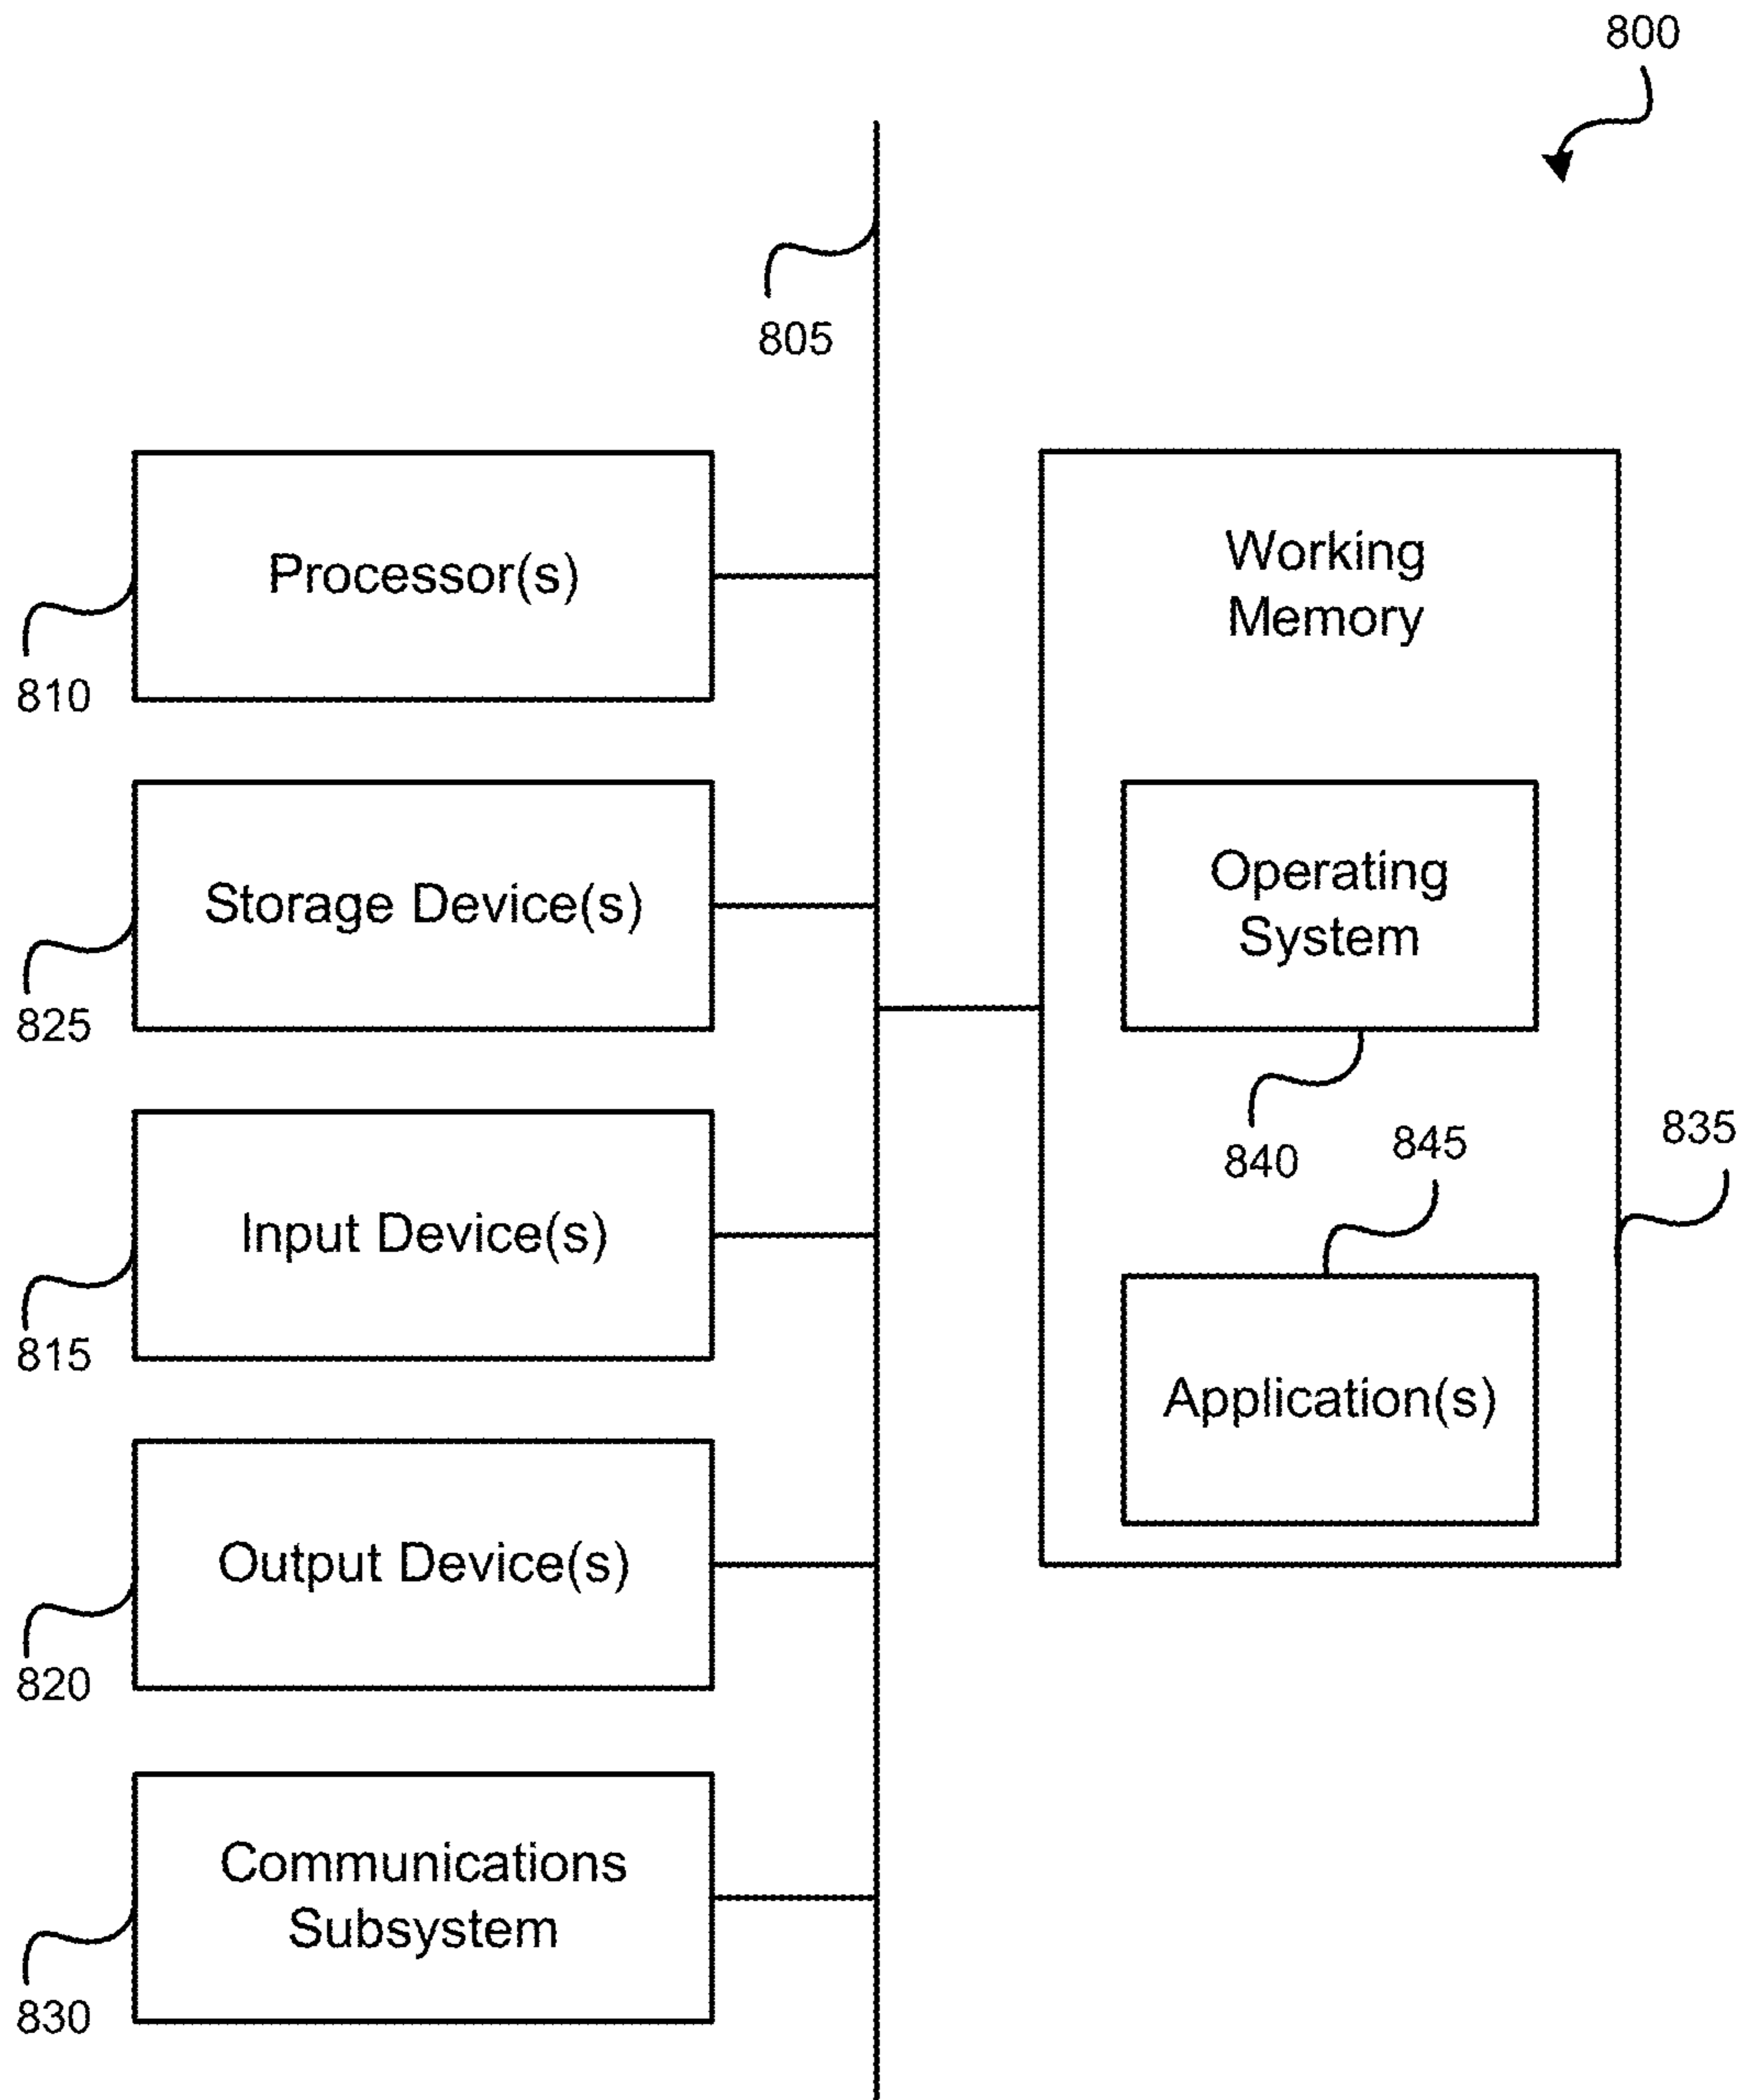 800
805
Processor(s)
810
Storage Device(s)
825
Input Device(s)
815
Output Device(s)
820
Communications
Subsystem
830
Working
Memory
Operating
System
840
845
835
Application(s)